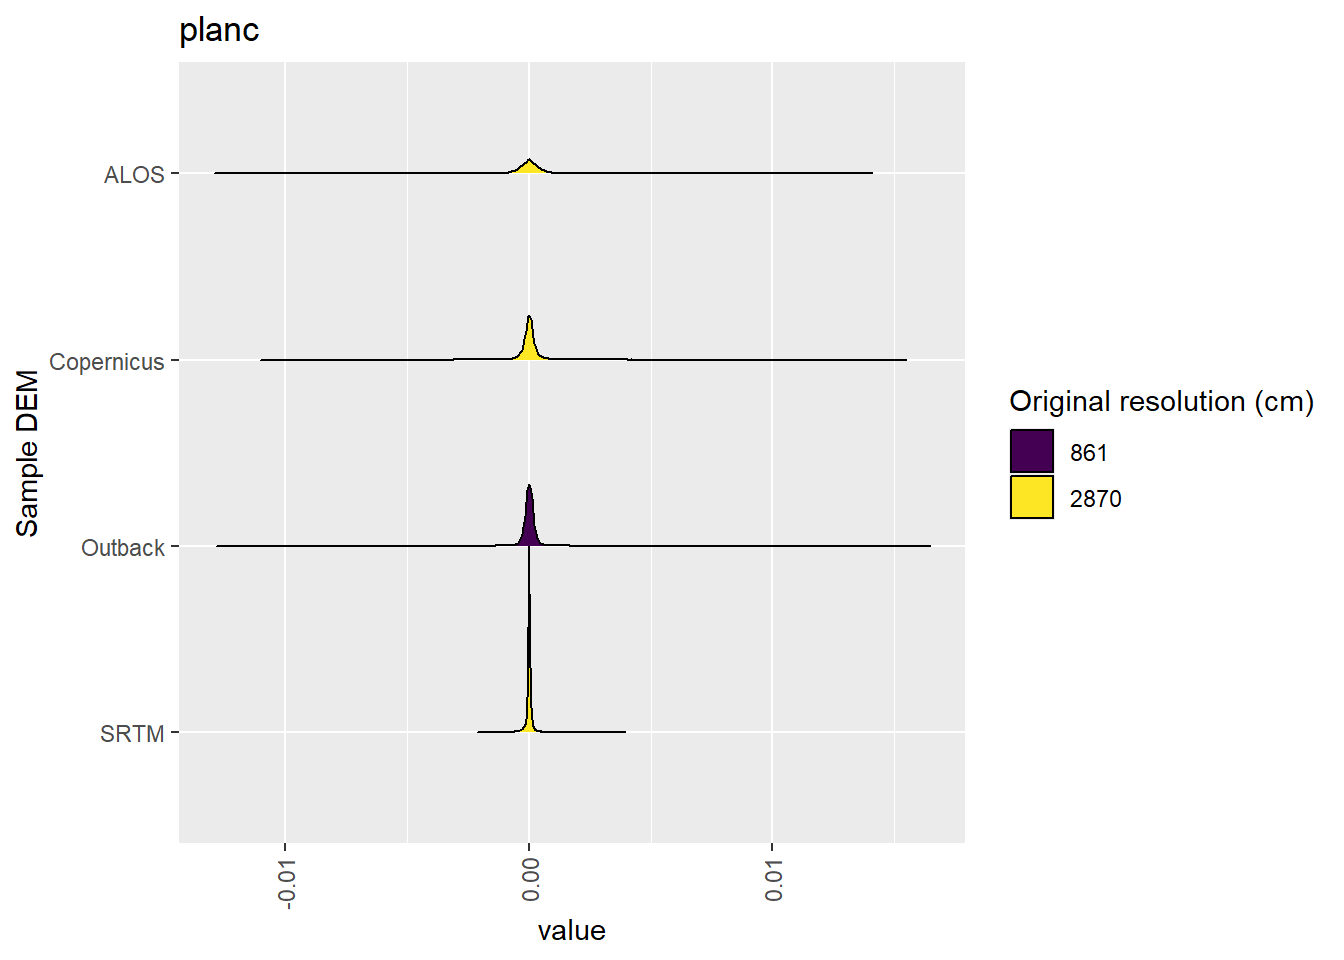 planc
ALOS
Copernicus
Outback
SRTM
Sample DEM
-0.01
0.00
0.01
value
Original resolution (cm)
861
2870